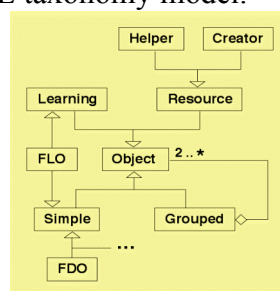 L taxonomy model.
Helper Creator
Learning Resource
FLO Object 2..*
Simple Grouped
...
FDO